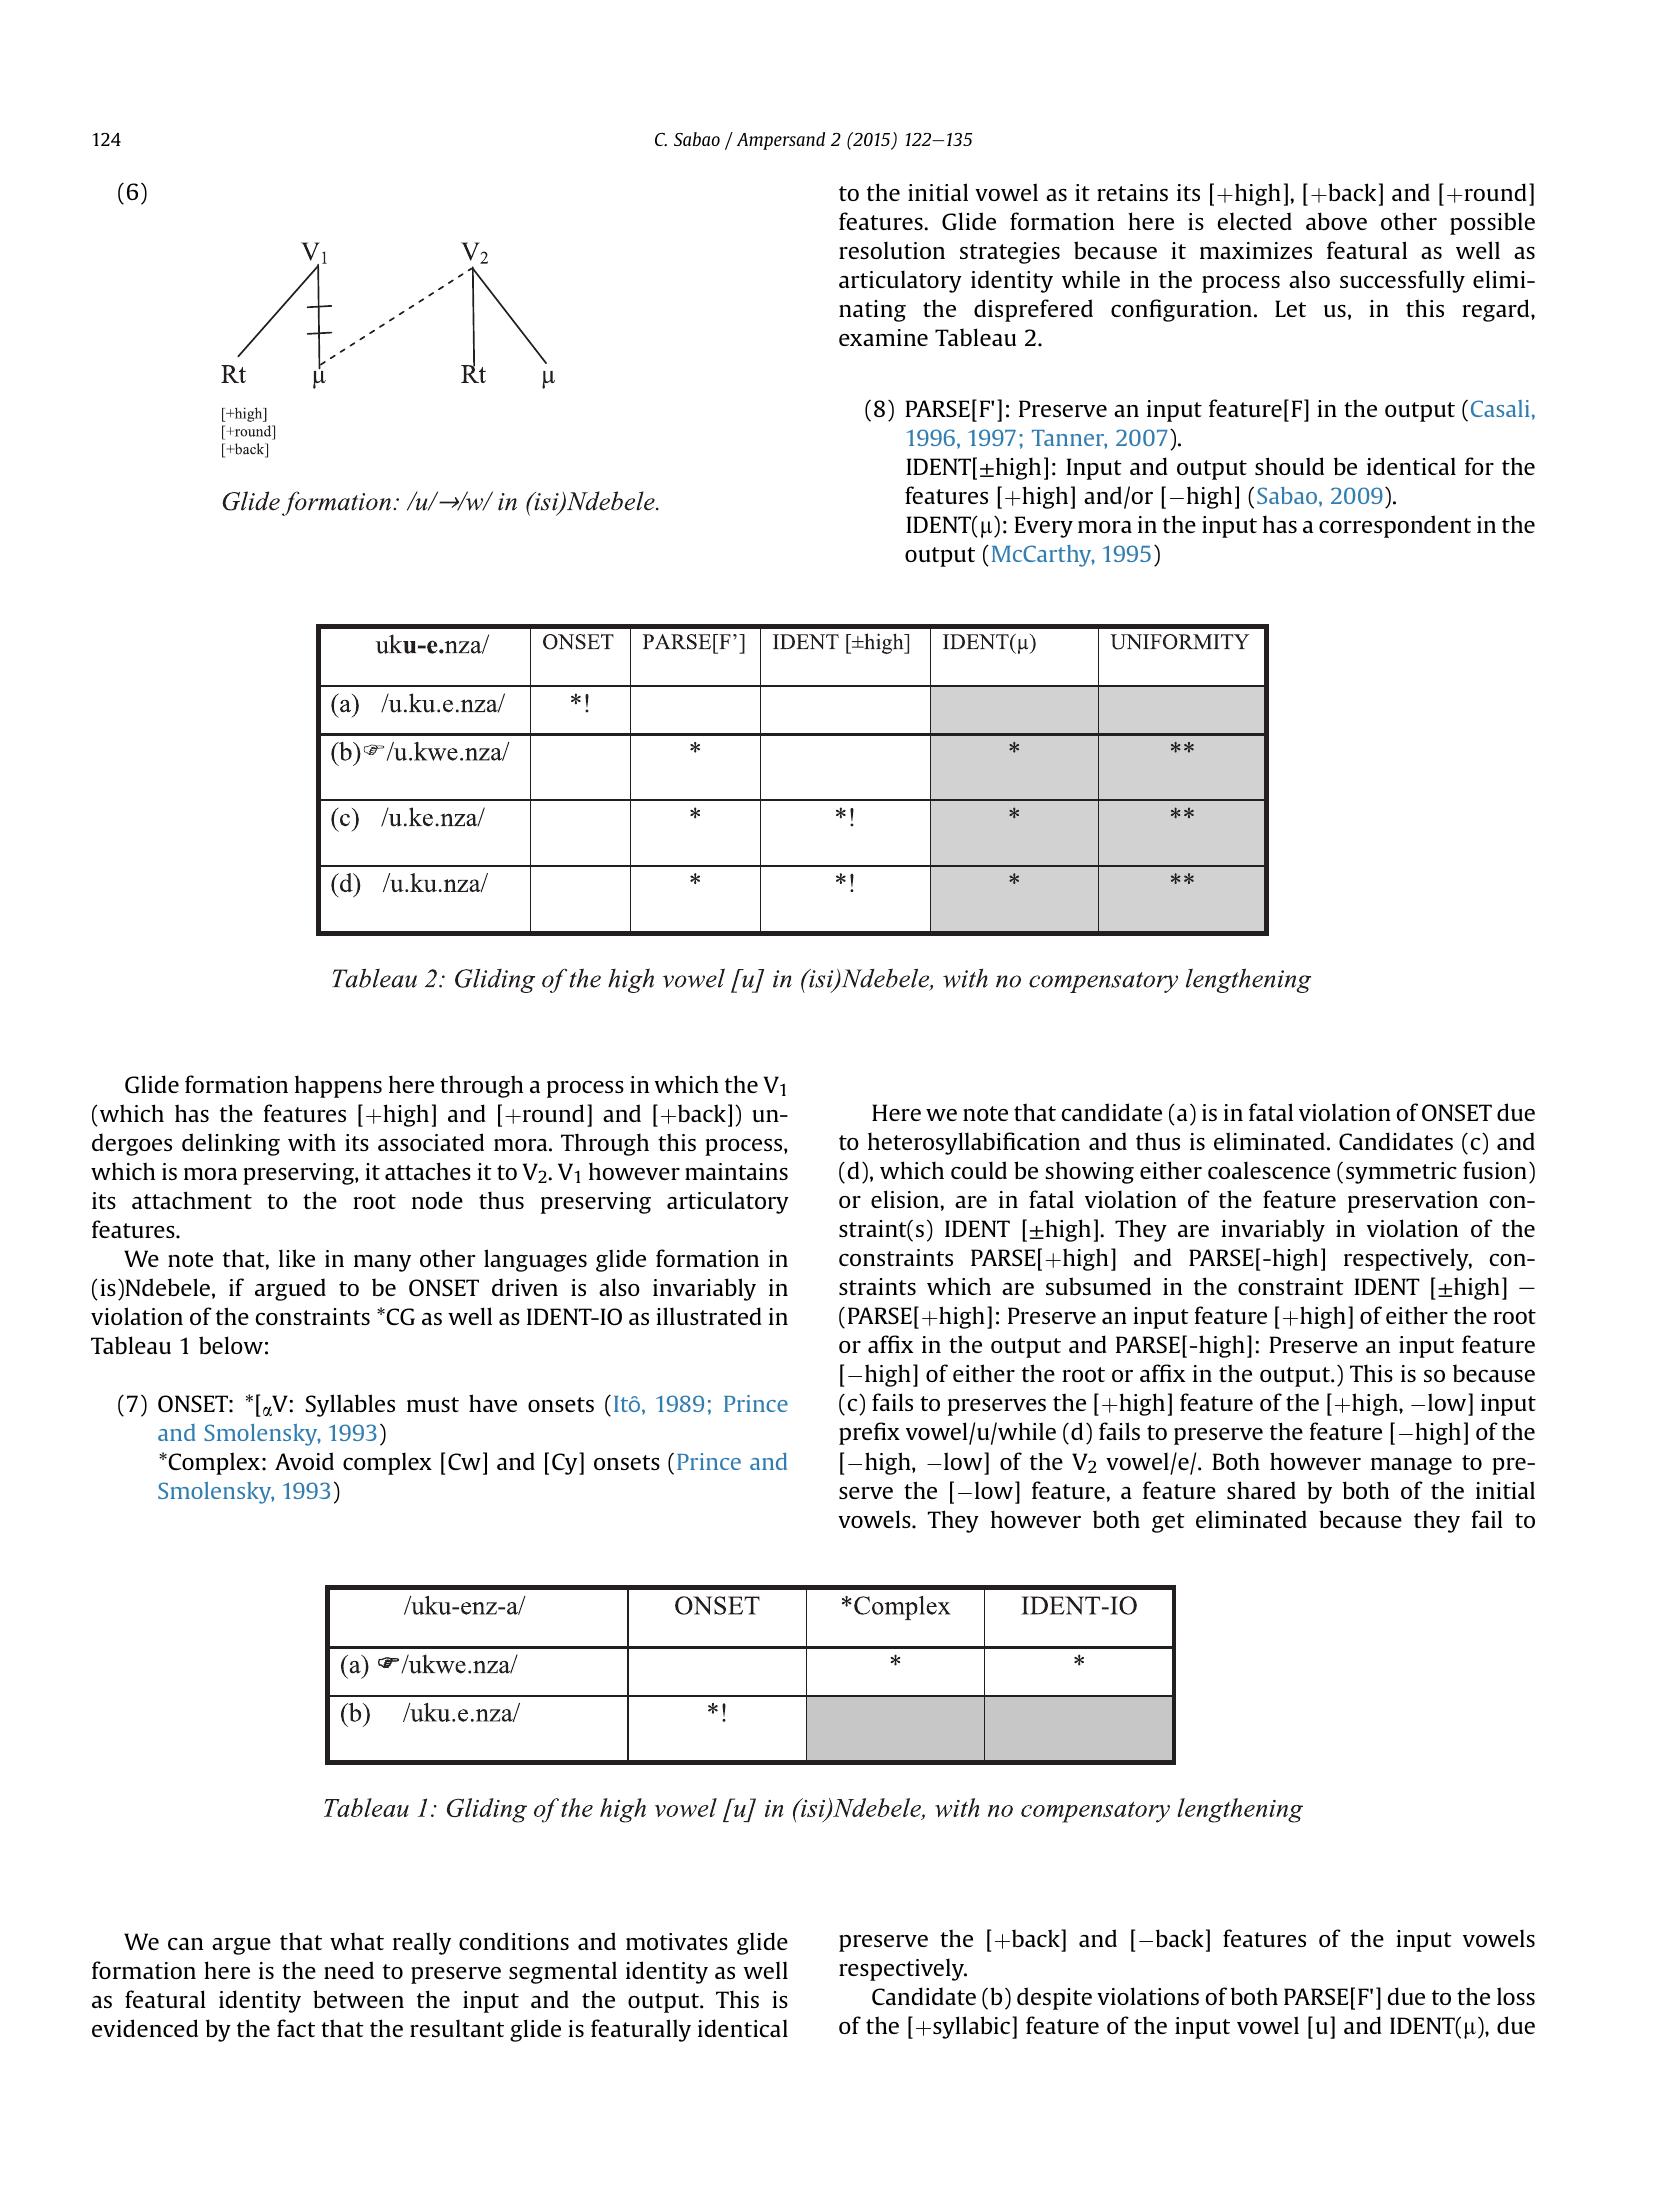 124
C. Sabao / Ampersand 2 (2015) 122–135
(6)
V1 V2
Rt μ Rt μ
[+high]
[+round]
[+back]
Glide formation: /u/→/w/ in (isi)Ndebele.
to the initial vowel as it retains its [+high], [+back] and [+round]
features. Glide formation here is elected above other possible
resolution strategies because it maximizes featural as well as
articulatory identity while in the process also successfully elimi-
nating the disprefered configuration. Let us, in this regard,
examine Tableau 2.
(8) PARSE[F']: Preserve an input feature[F] in the output (Casali,
1996, 1997; Tanner, 2007).
IDENT[±high]: Input and output should be identical for the
features [+high] and/or [−high] (Sabao, 2009).
IDENT(μ): Every mora in the input has a correspondent in the
output (McCarthy, 1995)
uku-e.nza/ ONSET PARSE[F’] IDENT [±high] IDENT(μ) UNIFORMITY
(a) /u.ku.e.nza/ *!
(b)☞/u.kwe.nza/ * * **
(c) /u.ke.nza/ * *! * **
(d) /u.ku.nza/ * *! * **
Tableau 2: Gliding of the high vowel [u] in (isi)Ndebele, with no compensatory lengthening
Glide formation happens here through a process in which the V1
(which has the features [+high] and [+round] and [+back]) un-
dergoes delinking with its associated mora. Through this process,
which is mora preserving, it attaches it to V2. V1 however maintains
its attachment to the root node thus preserving articulatory
features.
We note that, like in many other languages glide formation in
(is)Ndebele, if argued to be ONSET driven is also invariably in
violation of the constraints *CG as well as IDENT-IO as illustrated in
Tableau 1 below:
(7) ONSET: *[αV: Syllables must have onsets (Itô, 1989; Prince
and Smolensky, 1993)
*Complex: Avoid complex [Cw] and [Cy] onsets (Prince and
Smolensky, 1993)
Here we note that candidate (a) is in fatal violation of ONSET due
to heterosyllabification and thus is eliminated. Candidates (c) and
(d), which could be showing either coalescence (symmetric fusion)
or elision, are in fatal violation of the feature preservation con-
straint(s) IDENT [±high]. They are invariably in violation of the
constraints PARSE[+high] and PARSE[-high] respectively, con-
straints which are subsumed in the constraint IDENT [±high] −
(PARSE[+high]: Preserve an input feature [+high] of either the root
or affix in the output and PARSE[-high]: Preserve an input feature
[−high] of either the root or affix in the output.) This is so because
(c) fails to preserves the [+high] feature of the [+high, −low] input
prefix vowel/u/while (d) fails to preserve the feature [−high] of the
[−high, −low] of the V2 vowel/e/. Both however manage to pre-
serve the [−low] feature, a feature shared by both of the initial
vowels. They however both get eliminated because they fail to
/uku-enz-a/ ONSET *Complex IDENT-IO
(a) ☞/ukwe.nza/ * *
(b) /uku.e.nza/ *!
Tableau 1: Gliding of the high vowel [u] in (isi)Ndebele, with no compensatory lengthening
We can argue that what really conditions and motivates glide
formation here is the need to preserve segmental identity as well
as featural identity between the input and the output. This is
evidenced by the fact that the resultant glide is featurally identical
preserve the [+back] and [−back] features of the input vowels
respectively.
Candidate (b) despite violations of both PARSE[F'] due to the loss
of the [+syllabic] feature of the input vowel [u] and IDENT(μ), due